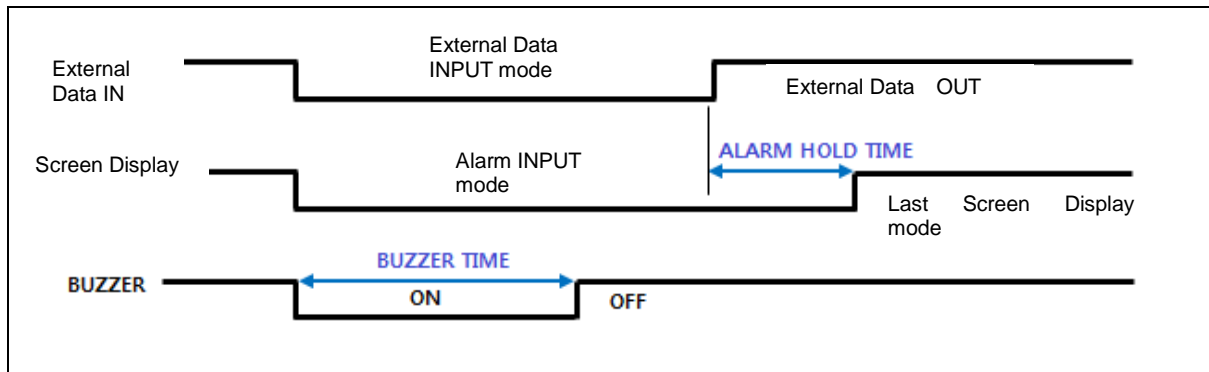 External Data
INPUT mode
External
Data IN
External Data OUT
Screen Display
Alarm INPUT
mode
ALARM HOLD TIME
Last Screen Display
mode
BUZZER TIME
BUZZER
ON
OFF